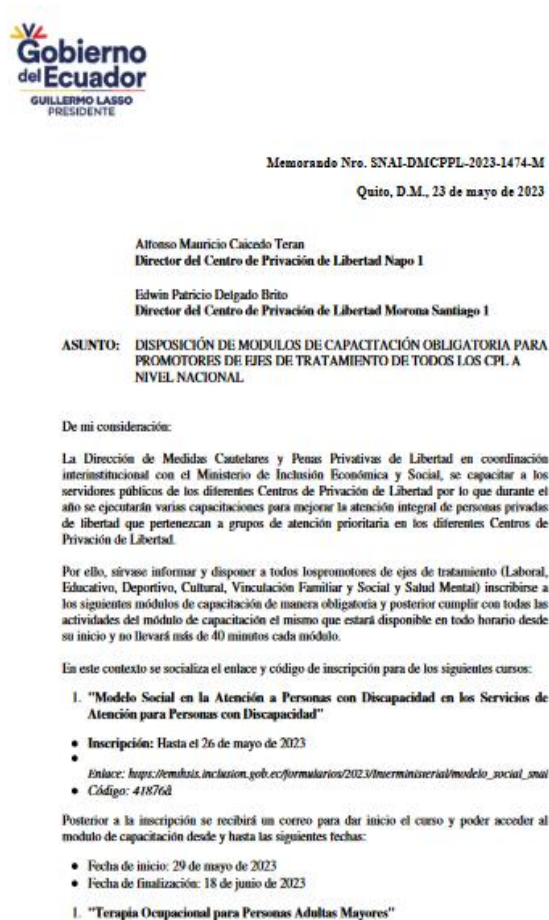 Gobierno
del Ecuador
GUILLERMO LASSO
PRESIDENTE
Memorando Nro. SNAI-DMCPPL-2023-1474-M
Quito, D.M., 23 de mayo de 2023
Alfonso Mauricio Caicedo Teran
Director del Centro de Privación de Libertad Napo 1
Edwin Patricio Delgado Brito
Director del Centro de Privación de Libertad Morona Santiago 1
ASUNTO: DISPOSICIÓN DE MODULOS DE CAPACITACIÓN OBLIGATORIA PARA
PROMOTORES DE EJES DE TRATAMIENTO DE TODOS LOS CPL A
NIVEL NACIONAL
De mi consideración:
La Dirección de Medidas Cautelares y Penas Privativas de Libertad en coordinación
interinstitucional con el Ministerio de Inclusión Económica y Social, se capacitar a los
servidores públicos de los diferentes Centros de Privación de Libertad por lo que durante el
año se ejecutarán varias capacitaciones para mejorar la atención integral de personas privadas
de libertad que pertenezcan a grupos de atención prioritaria en los diferentes Centros de
Privación de Libertad.
Por ello, sírvase informar y disponer a todos lospromotores de ejes de tratamiento (Laboral,
Educativo, Deportivo, Cultural, Vinculación Familiar y Social y Salud Mental) inscribirse a
los siguientes módulos de capacitación de manera obligatoria y posterior cumplir con todas las
actividades del módulo de capacitación el mismo que estará disponible en todo horario desde
su inicio y no llevará más de 40 minutos cada módulo.
En este contexto se socializa el enlace y código de inscripción para de los siguientes cursos:
1. "Modelo Social en la Atención a Personas con Discapacidad en los Servicios de
Atención para Personas con Discapacidad"
● Inscripción: Hasta el 26 de mayo de 2023
●
Enlace:
● Código:
Posterior a la inscripción se recibirá un correo para dar inicio el curso y poder acceder al
modulo de capacitación desde y hasta las siguientes fechas:
● Fecha de inicio: 29 de mayo de 2023
● Fecha de finalización: 18 de junio de 2023
1. "Terapia Ocupacional para Personas Adultas Mayores"